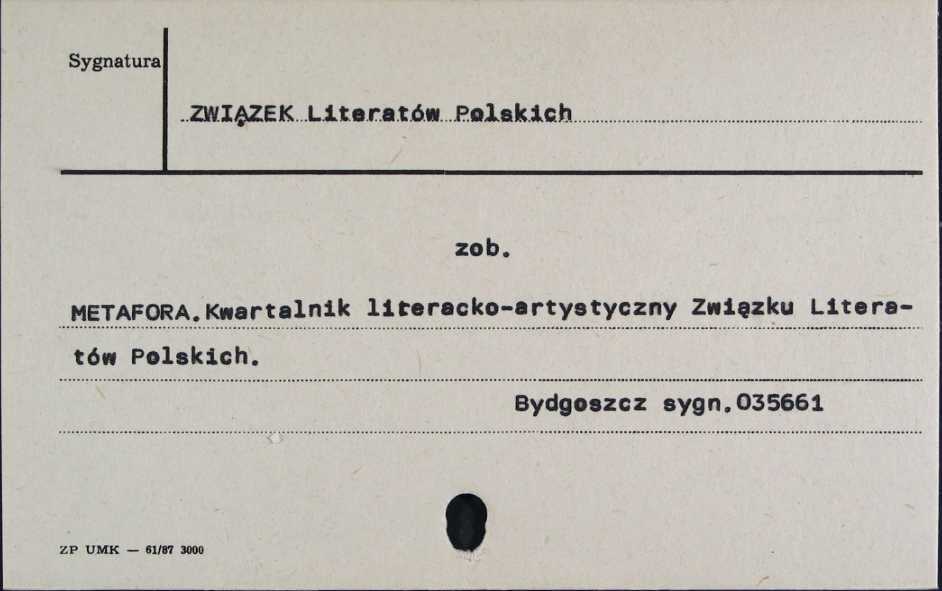 Sygnatura
ZWIĄZEK Literatów Polskich
zob.
METAFORA.Kwartalnik literacko-artystyczny Związku Litera-
tów Polskich.
Bydgoszcz sygn.035661
ZP UMK — 61/87 3000